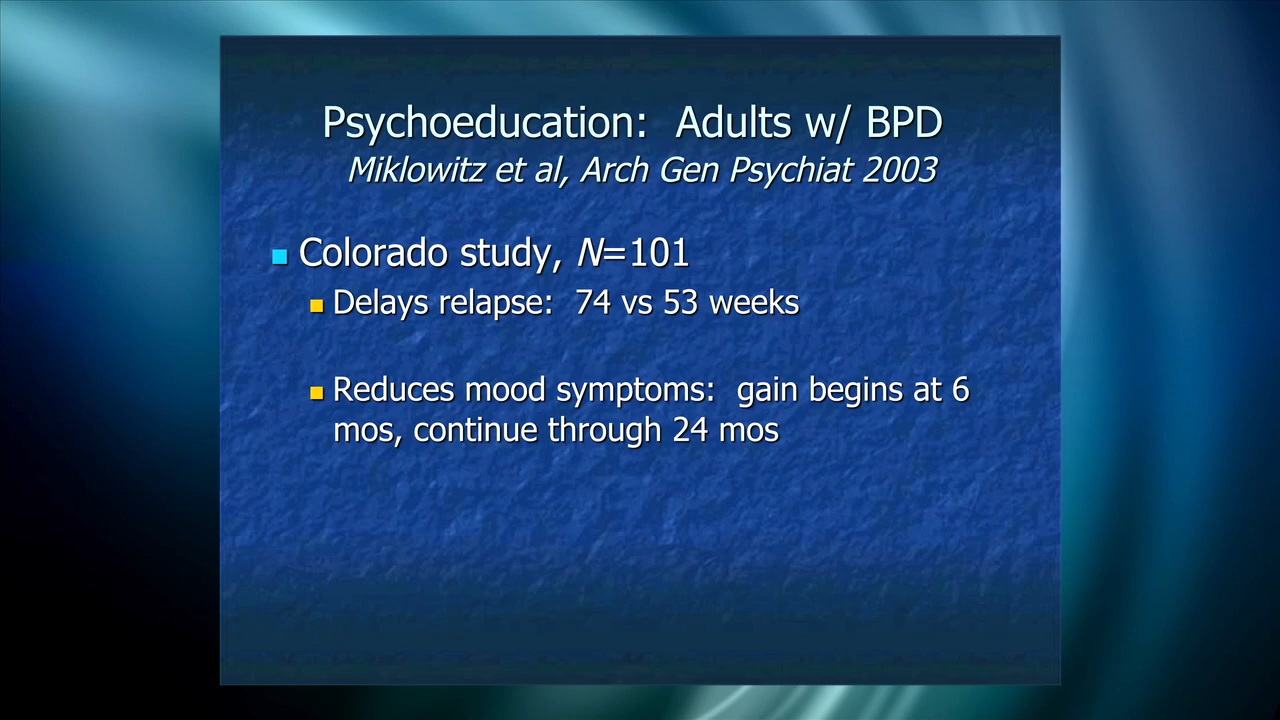 Psychoeducation: Adults w/ BPD
Miklowitz et al, Arch Gen Psychiat 2003
Colorado study, N=101
Delays relapse: 74 vs 53 weeks
Reduces mood symptoms: gain begins at 6
mos, continue through 24 mos